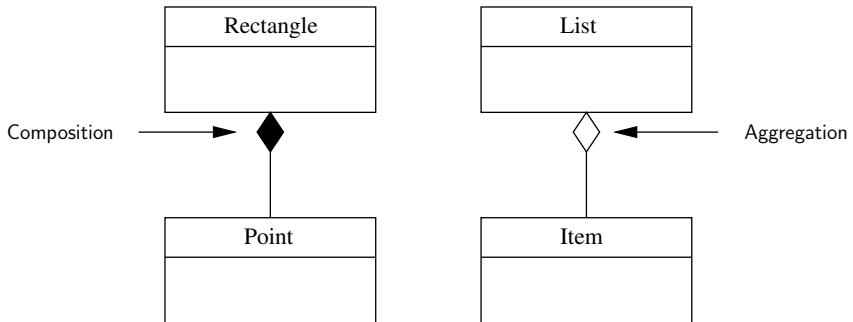 Rectangle
List
Composition
Aggregation
Point
Item